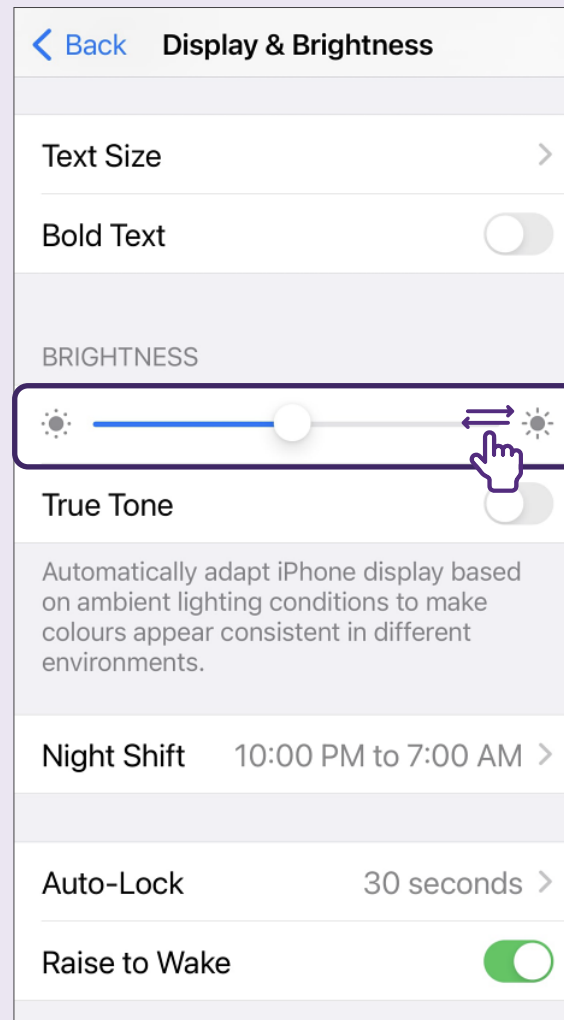 Back Display & Brightness
Text Size
Bold Text
BRIGHTNESS
True Tone
Automatically adapt iPhone display based
on ambient lighting conditions to make
colours appear consistent in different
environments.
Night Shift 10:00 PM to 7:00 AM
Auto-Lock 30 seconds
Raise to Wake